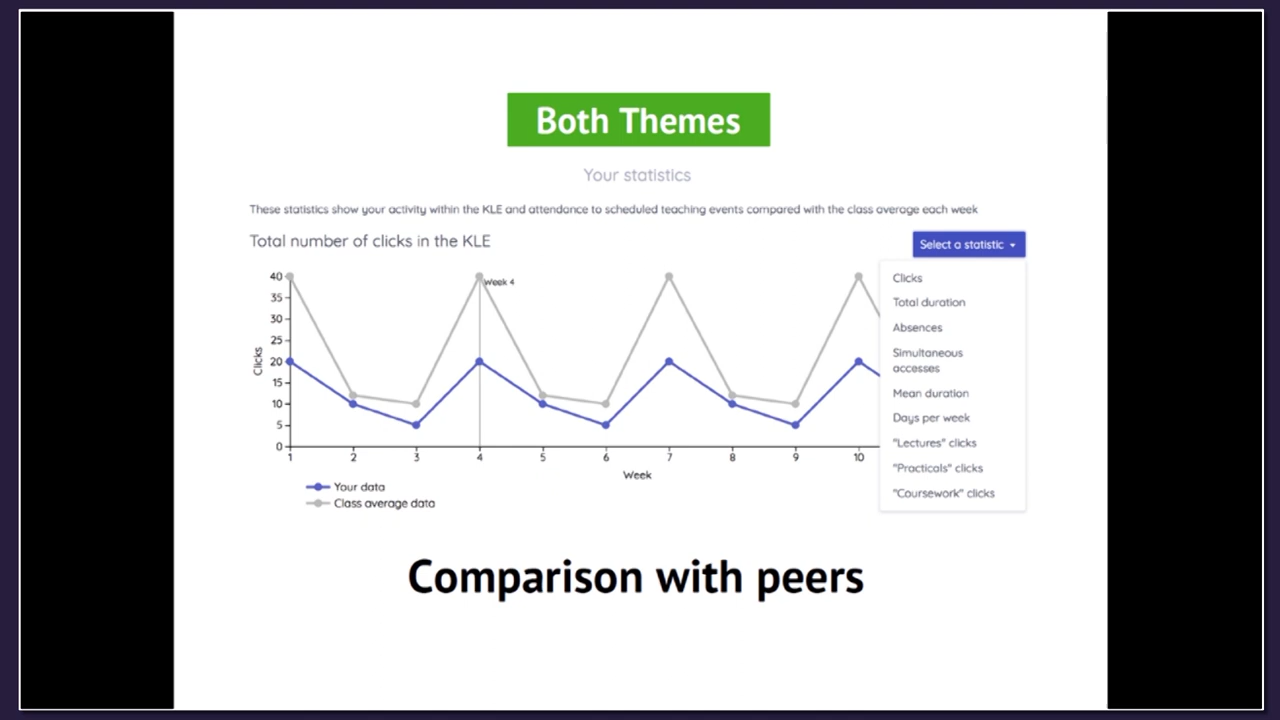 Both Themes
Your statistics
These statistics show your activity within the KLE and attendance to scheduled teaching events compared with the class average each week
Total number of clicks in the KLE
Select a statistic
Clicks
Total duration
Absences
Simultaneous
accesses
Mean duration
Days per week
"Lectures" clicks
"Practicals" clicks
"Coursework" clicks
Week 4
40
35
30
25
20
15
10
5
0
Clicks
1 2 3 4 5 6 7 8 9 10
Week
Your data
Class average data
Comparison with peers